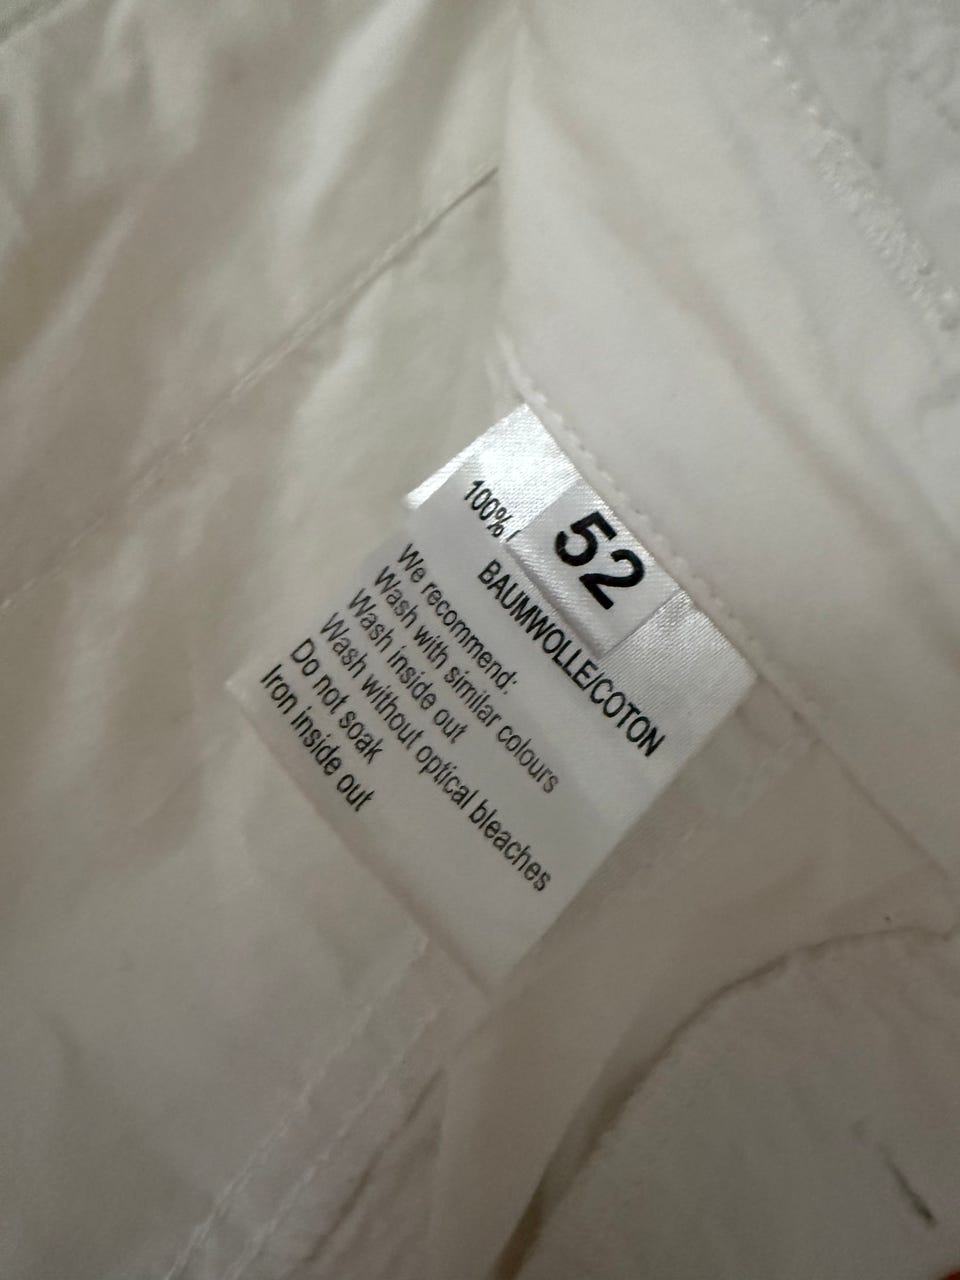 52
100%
BAUMWOLLE/COTON
We recommend:
Wash with similar colours
Wash inside out
Wash without optical bleaches
Do not soak
Iron inside out